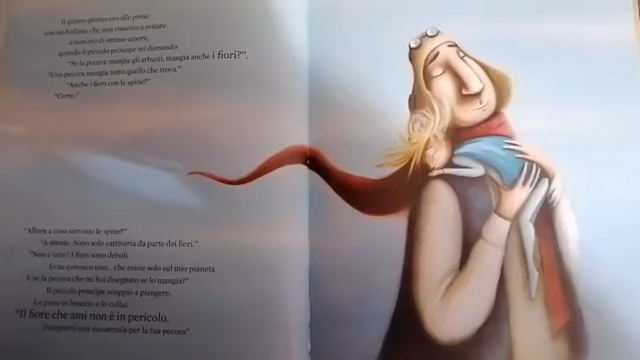 Il quinto giorno ero alle prese
con un bullone che non riuscivo a svitare
e non ero di ottimo umore,
quando il piccolo principe mi domandò:
"Se la pecora mangia gli arbusti, mangia anche i fiori?".
"Una pecora mangia tutto quello che trova."
"Anche i fiori con le spine?"
"Certo."
"Allora a cosa servono le spine?"
"A niente. Sono solo cattiveria da parte dei fiori."
"Non è vero! I fiori sono deboli.
Io ne conosco uno... che esiste solo sul mio pianeta.
E se la pecora che mi hai disegnato se lo mangia?"
Il piccolo principe scoppiò a piangere.
Lo presi in braccio e lo cullai.
"Il fiore che ami non è in pericolo.
Disegnerò una museruola per la tua pecora".